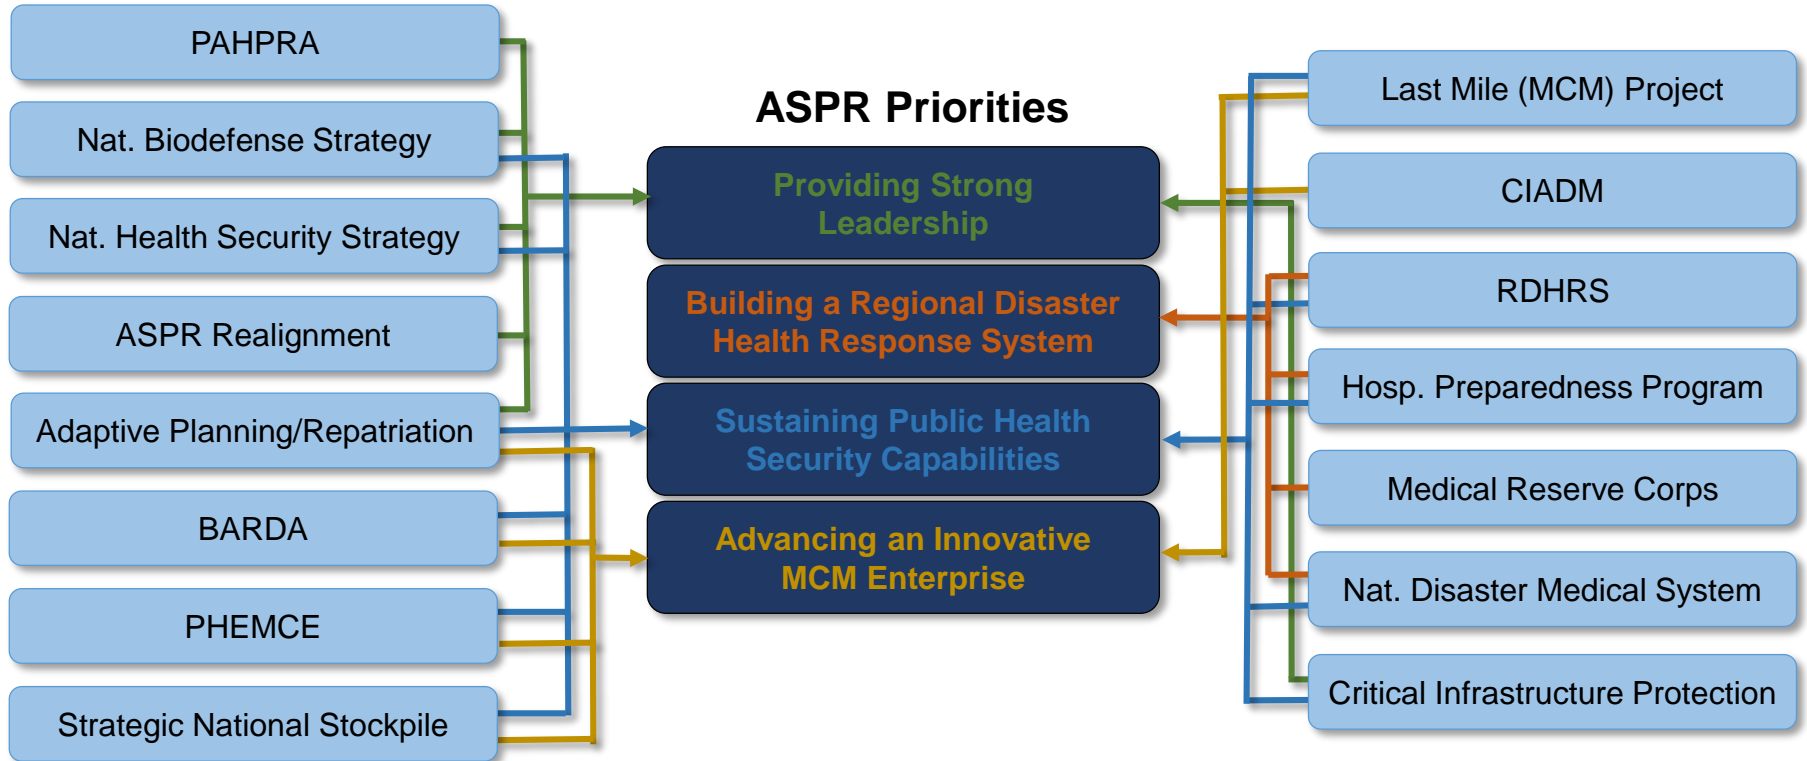 PAHPRA
Nat. Biodefense Strategy
Nat. Health Security Strategy
ASPR Realignment
Adaptive Planning/Repatriation
BARDA
PHEMCE
Strategic National Stockpile
ASPR Priorities
Providing Strong
Leadership
Building a Regional Disaster
Health Response System
Sustaining Public Health
Security Capabilities
Advancing an Innovative
MCM Enterprise
Last Mile (MCM) Project
CIADM
RDHRS
Hosp. Preparedness Program
Medical Reserve Corps
Nat. Disaster Medical System
Critical Infrastructure Protection